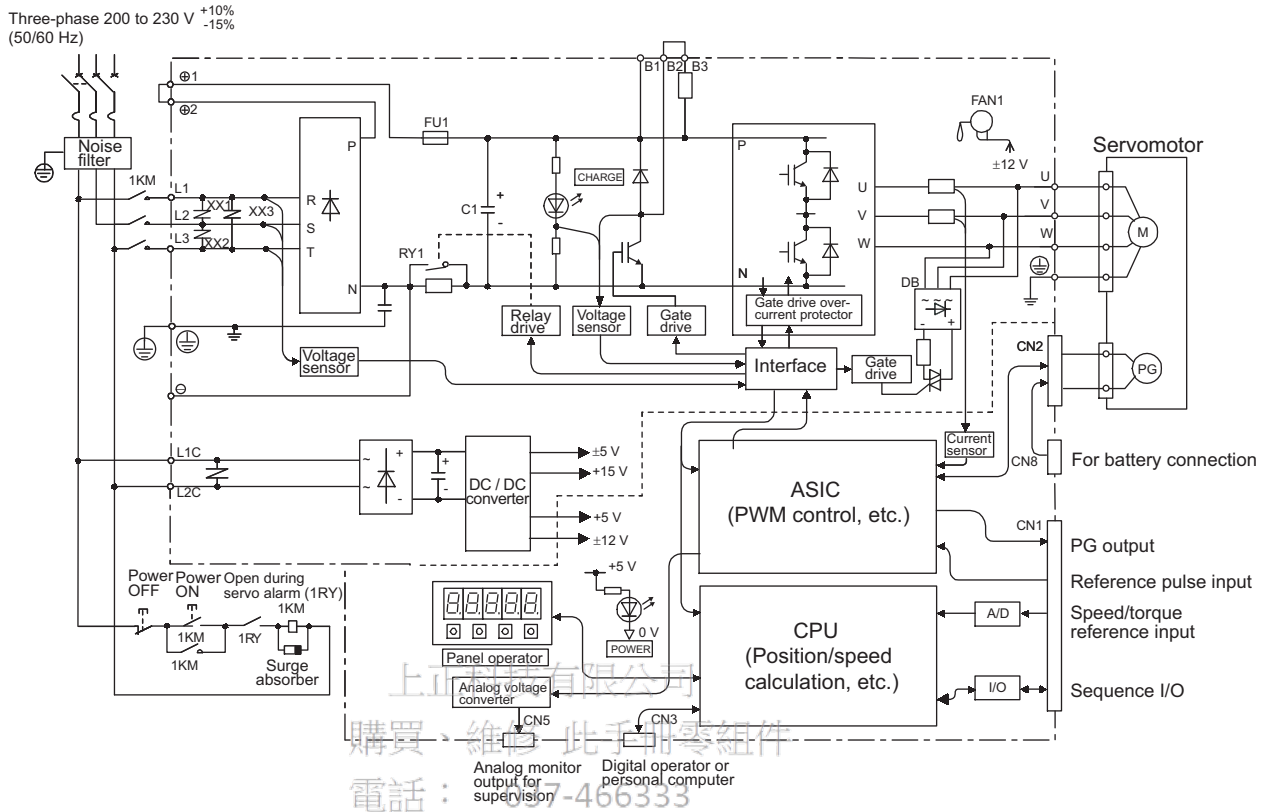 Three-phase 200 to 230 V +10%
-15%
(50/60 Hz)
⊕1
⊕2
B1
B2
B3
FAN1
±12 V
Servomotor
Noise
filter
FU1
P
P
CHARGE
1KM
L1
L2
L3
XX1
XX3
XX2
R
S
T
N
C1
+
-
RY1
U
V
W
N
U
V
W
M
DB
~ ~ ~
- +
Relay
drive
Voltage
sensor
Gate
drive
Gate drive over-
current protector
Voltage
sensor
Interface
Gate
drive
CN2
PG
⊖
L1C
L2C
~
~
+
-
+
-
DC / DC
converter
±5 V
+15 V
+5 V
±12 V
Current
sensor
CN8
For battery connection
ASIC
(PWM control, etc.)
CN1
PG output
Reference pulse input
Speed/torque
reference input
A/D
Sequence I/O
I/O
CPU
(Position/speed
calculation, etc.)
Power
OFF
Power
ON
Open during
servo alarm (1RY)
1KM
1KM
1RY
1KM
Surge
absorber
+5 V
0 V
POWER
8.8.8.8.8.
Panel operator
Analog voltage
converter
CN5
CN3
Analog monitor
output for
supervision
Digital operator or
personal computer
上正科技有限公司
購買、維修 此手冊零組件
電話： 037-466333